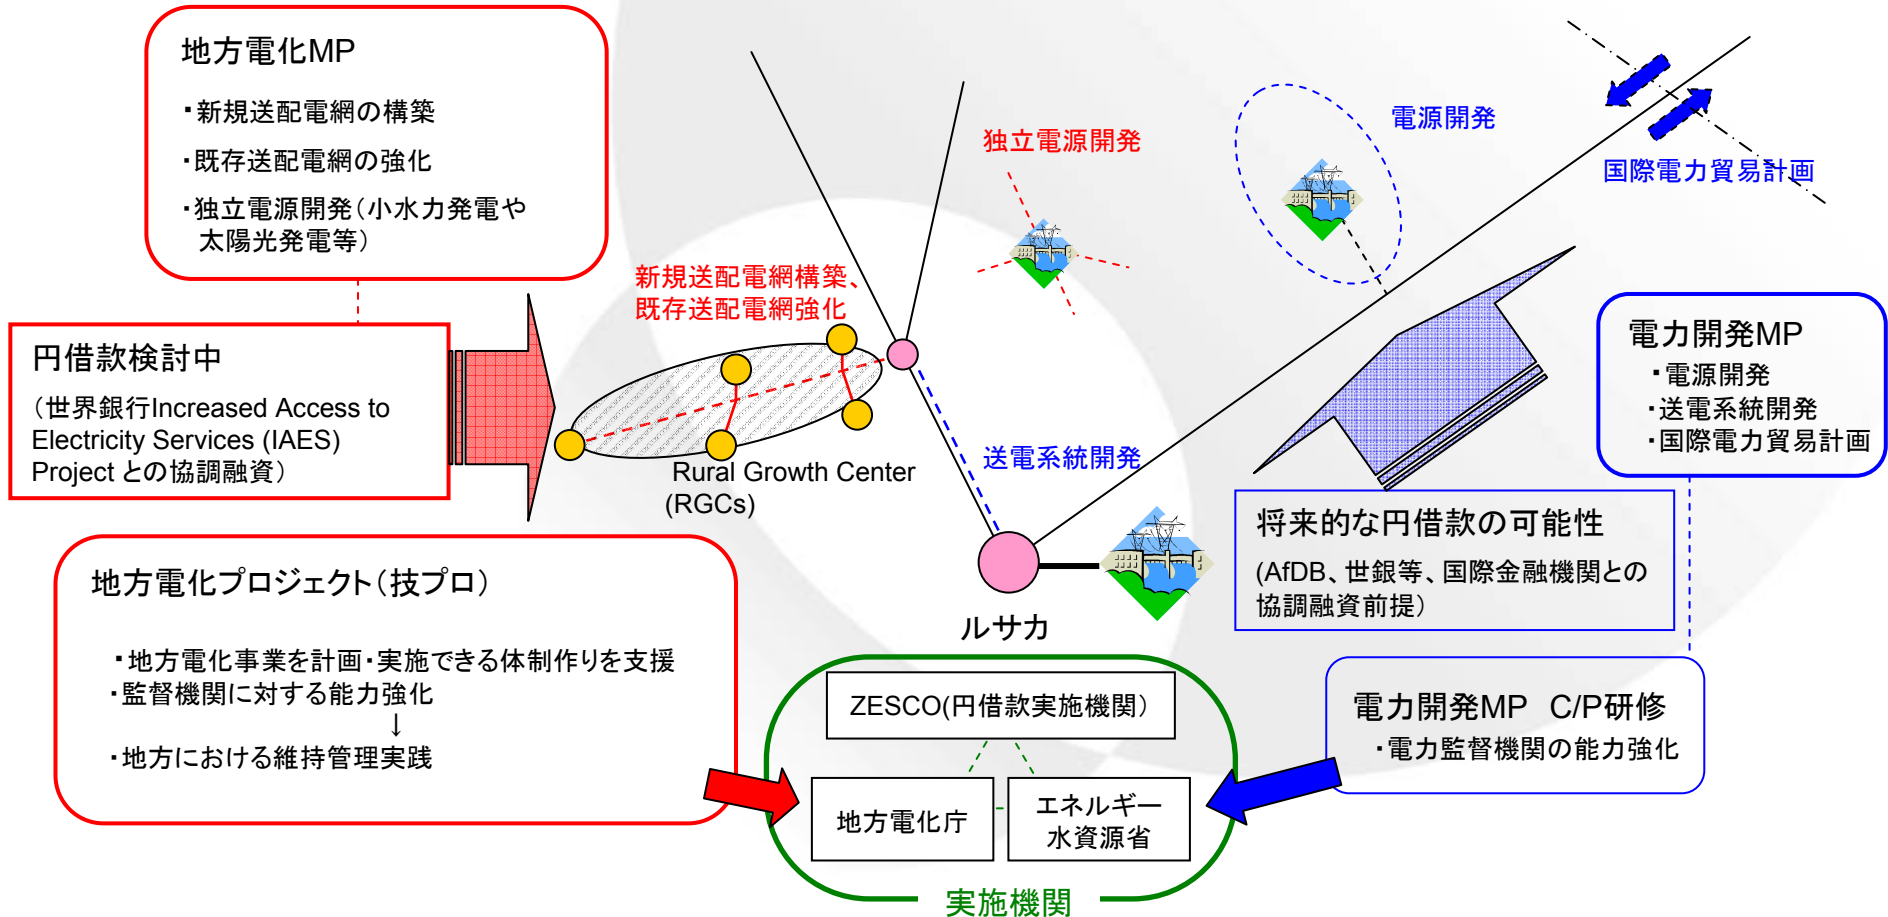 地方電化MP
・新規送配電網の構築
・既存送配電網の強化
・独立電源開発（小水力発電や
太陽光発電等）
円借款検討中
（世界銀行Increased Access to
Electricity Services (IAES)
Project との協調融資）
新規送配電網構築、
既存送配電網強化
独立電源開発
電源開発
国際電力貿易計画
Rural Growth Center
(RGCs)
送電系統開発
ルサカ
電力開発MP
・電源開発
・送電系統開発
・国際電力貿易計画
将来的な円借款の可能性
(AfDB、世銀等、国際金融機関との
協調融資前提）
地方電化プロジェクト（技プロ）
・地方電化事業を計画・実施できる体制作りを支援
・監督機関に対する能力強化
↓
・地方における維持管理実践
ZESCO(円借款実施機関）
地方電化庁
エネルギー
水資源省
実施機関
電力開発MP　C/P研修
・電力監督機関の能力強化